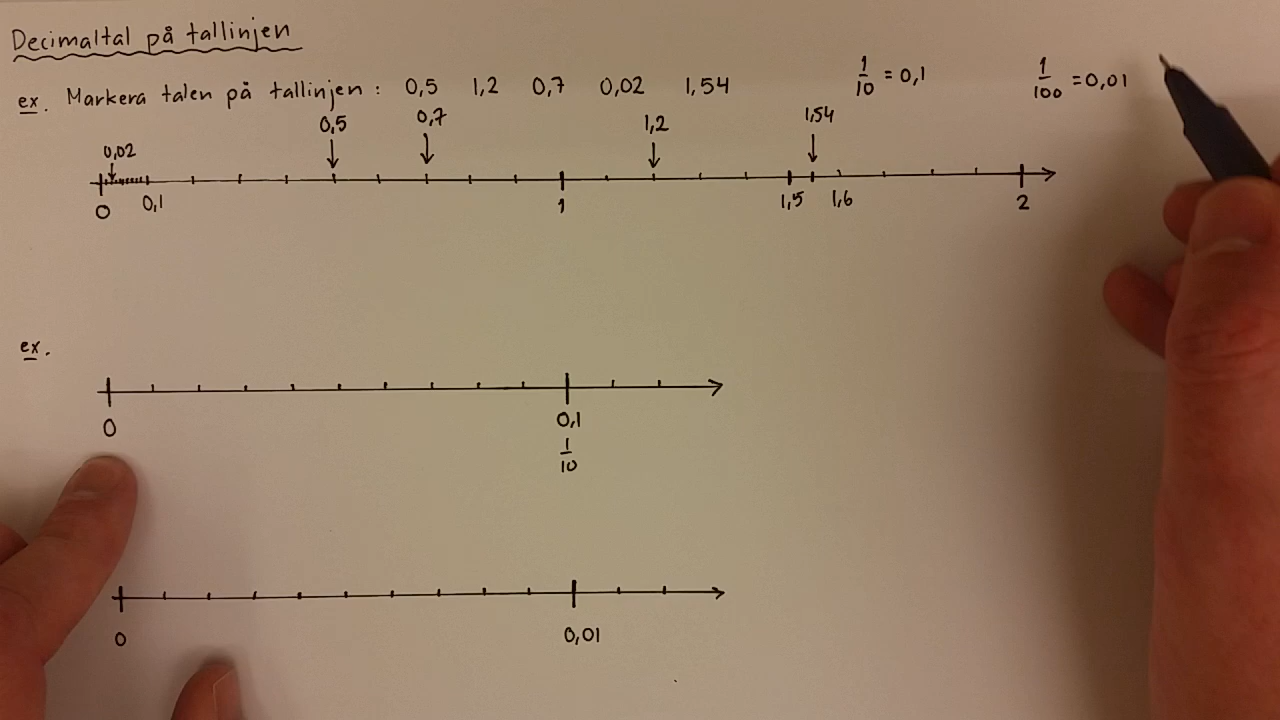 Decimaltal på tallinjen
ex. Markera talen på tallinjen : 0,5 1,2 0,7 0,02 1,54
1/10 = 0,1
1/100 = 0,01
0,02 0,5 0,7 1,2 1,54
0 0,1 1 1,5 1,6 2
ex.
0 0,1
1/10
0 0,01